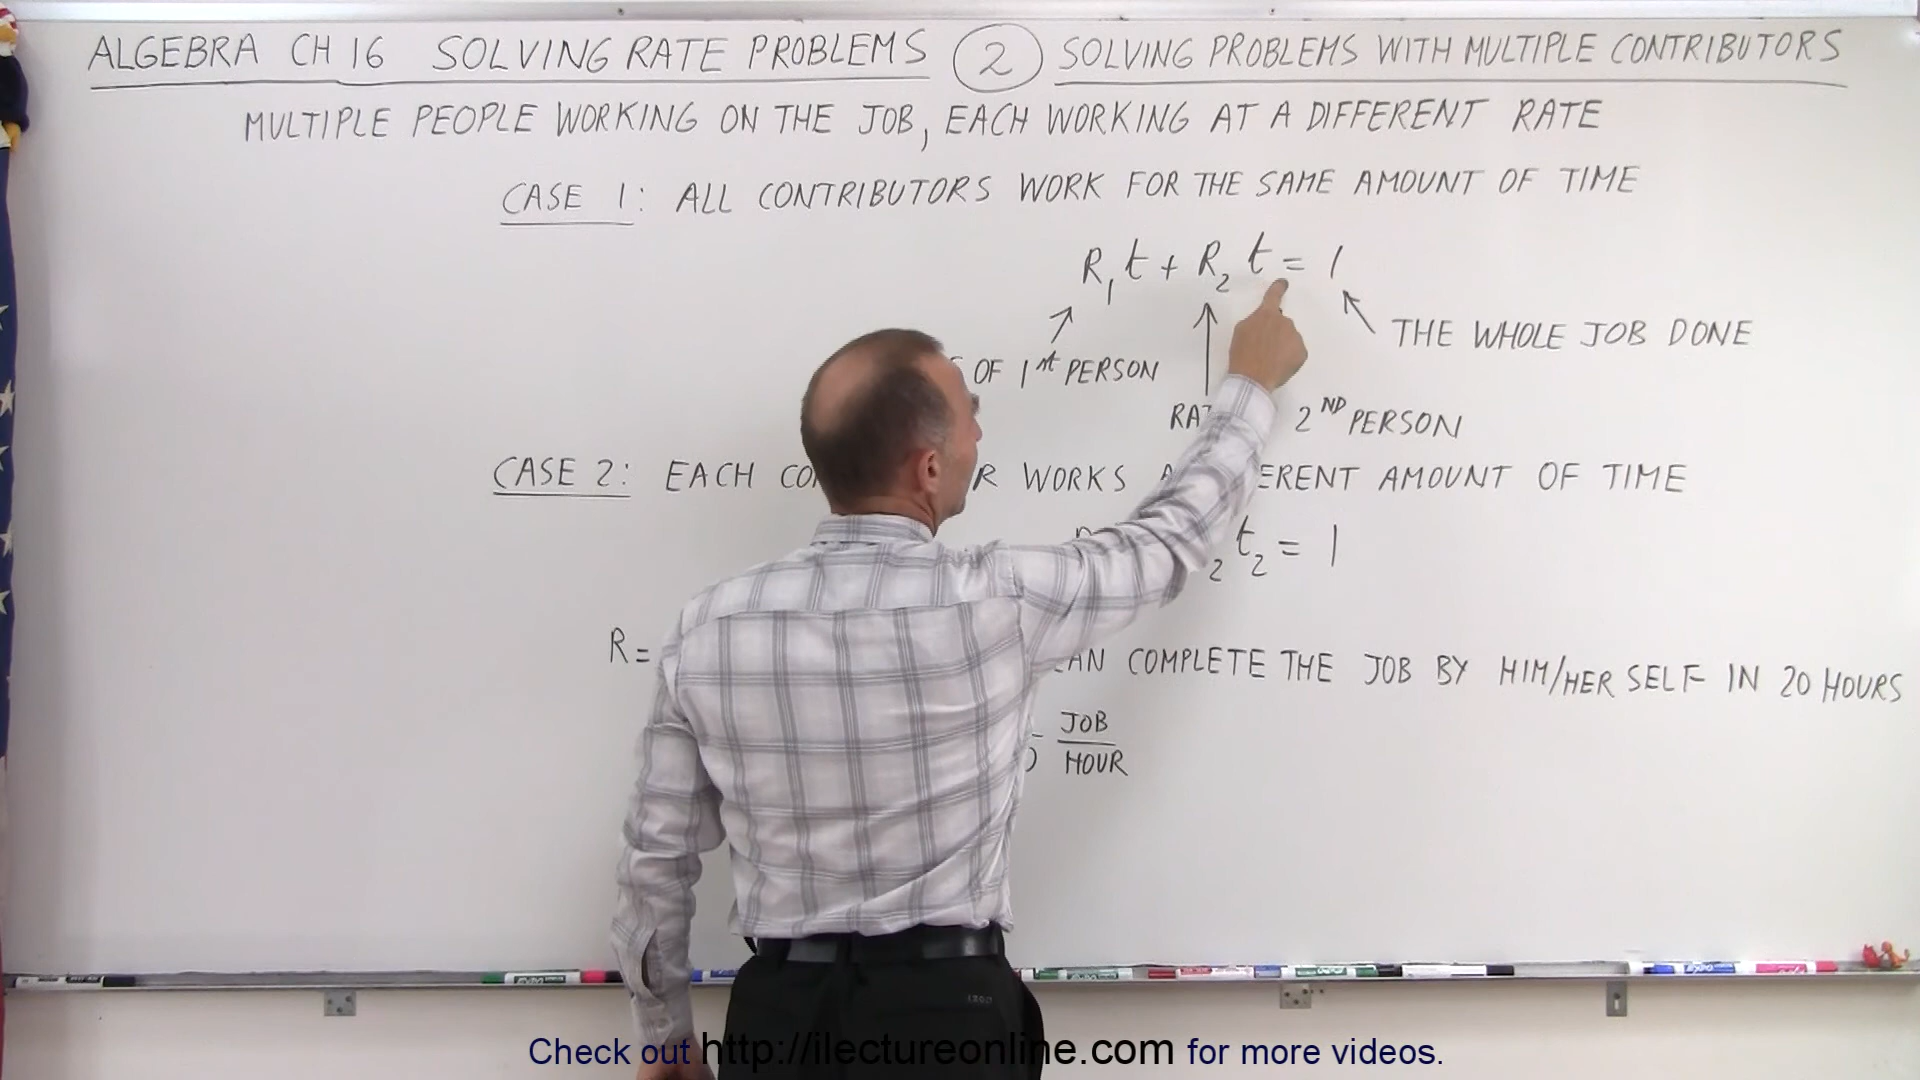 ALGEBRA CH 16 SOLVING RATE PROBLEMS 2 SOLVING PROBLEMS WITH MULTIPLE CONTRIBUTORS
MULTIPLE PEOPLE WORKING ON THE JOB, EACH WORKING AT A DIFFERENT RATE
CASE 1: ALL CONTRIBUTORS WORK FOR THE SAME AMOUNT OF TIME
R₁t + R₂t = 1
THE WHOLE JOB DONE
OF 1st PERSON
2ND PERSON
CASE 2: EACH WORKS AMOUNT OF TIME
₂ t₂ = 1
R = COMPLETE THE JOB BY HIM/HER SELF IN 20 HOURS
JOB
HOUR
Check out http://ilectureonline.com for more videos.